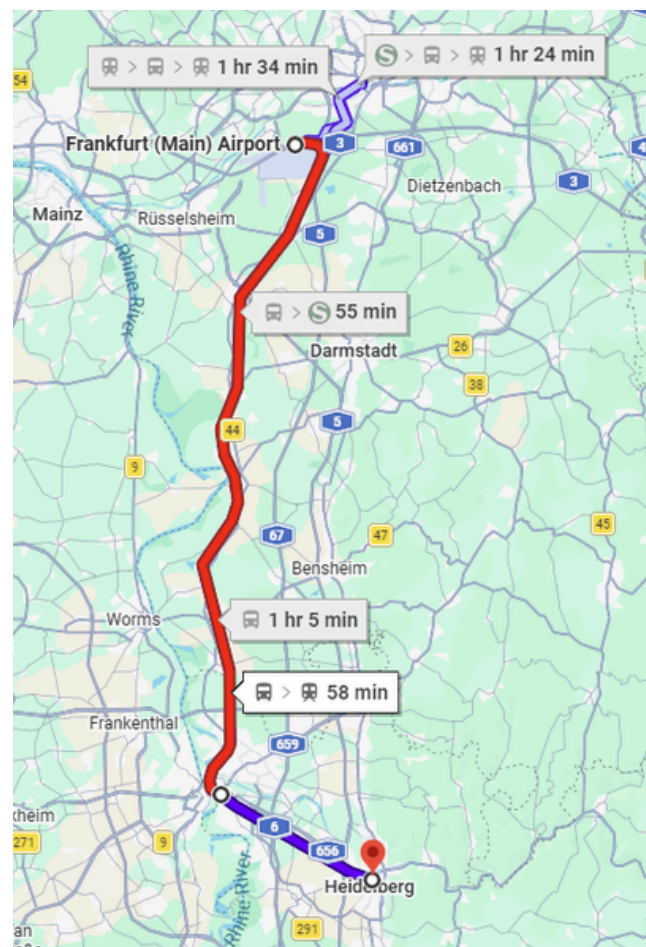 S > > 1 hr 24 min
> > 1 hr 34 min
54
Frankfurt (Main) Airport
3
661
3
Dietzenbach
Mainz
Rüsselsheim
5
Rhine River
> S 55 min
Darmstadt
26
38
5
44
9
67
47
45
Bensheim
Worms
1 hr 5 min
> 58 min
Frankenthal
659
kheim
271
9
6
656
Heidelberg
Rhine River
291
an